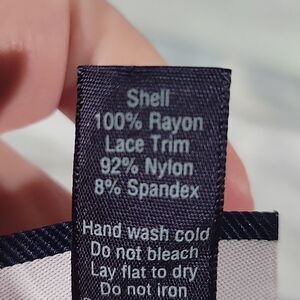 Shell
100% Rayon
Lace Trim
92% Nylon
8% Spandex
Hand wash cold
Do not bleach
Lay flat to dry
Do not iron